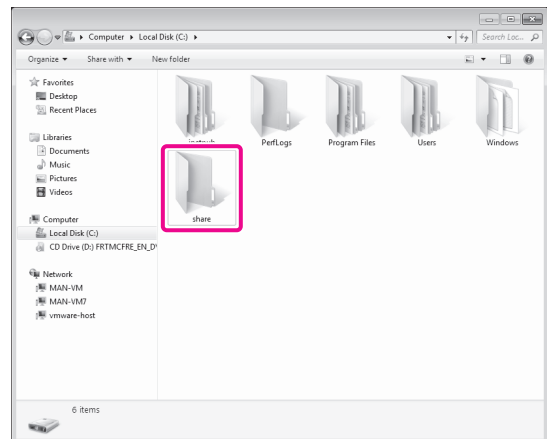 Computer ▸ Local Disk (C:) ▸
Search Loc...
Organize ▼ Share with ▼ New folder
Favorites
Desktop
Recent Places
Libraries
Documents
Music
Pictures
Videos
Computer
Local Disk (C:)
CD Drive (D:) FRTMCFRE_EN_D
Network
MAN-VM
MAN-VM7
vmware-host
PerfLogs
Program Files
Users
Windows
share
6 items